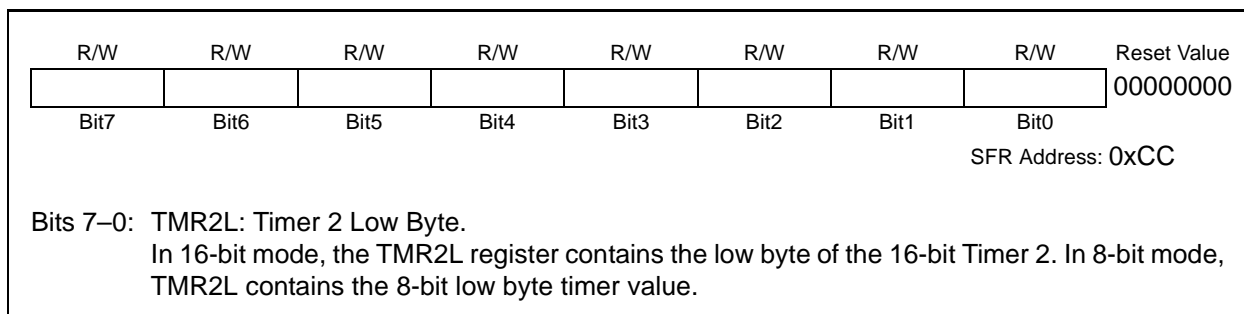 R/W R/W R/W R/W R/W R/W R/W R/W Reset Value
00000000
Bit7 Bit6 Bit5 Bit4 Bit3 Bit2 Bit1 Bit0
SFR Address: 0xCC
Bits 7–0: TMR2L: Timer 2 Low Byte.
In 16-bit mode, the TMR2L register contains the low byte of the 16-bit Timer 2. In 8-bit mode,
TMR2L contains the 8-bit low byte timer value.